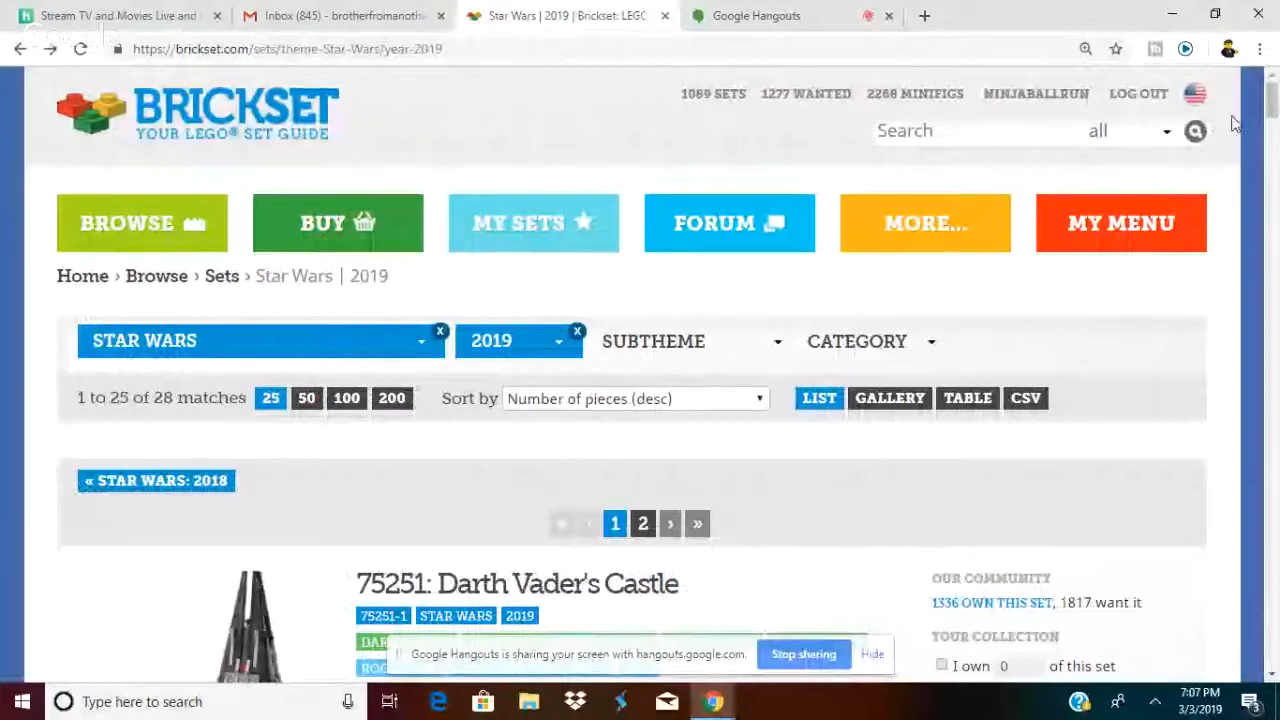 Stream TV and Movies Live and
Inbox (845) - brotherfromanothe
Star Wars | 2019 | Brickset: LEGO
Google Hangouts
https://brickset.com/sets/theme-Star-Wars/year-2019
BRICKSET
YOUR LEGO® SET GUIDE
1089 SETS 1277 WANTED 2268 MINIFIGS NINJABALLRUN LOG OUT
Search all
BROWSE BUY MY SETS FORUM MORE... MY MENU
Home › Browse › Sets › Star Wars | 2019
STAR WARS x 2019 x SUBTHEME CATEGORY
1 to 25 of 28 matches 25 50 100 200 Sort by Number of pieces (desc) LIST GALLERY TABLE CSV
« STAR WARS: 2018
« ‹ 1 2 › »
75251: Darth Vader's Castle
75251-1 STAR WARS 2019
DAR
ROG
OUR COMMUNITY
1336 OWN THIS SET, 1817 want it
YOUR COLLECTION
I own 0 of this set
Google Hangouts is sharing your screen with hangouts.google.com. Stop sharing Hide
Type here to search
7:07 PM
3/3/2019
3